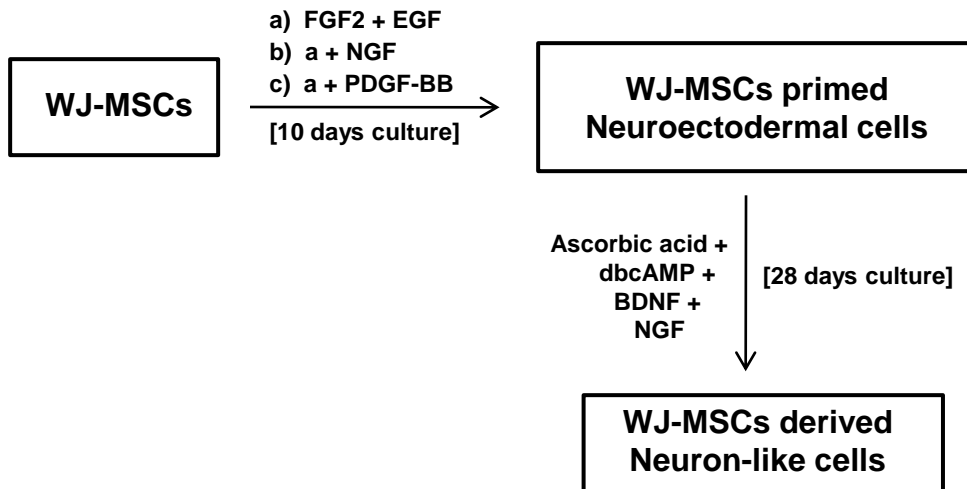 WJ-MSCs
a) FGF2 + EGF
b) a + NGF
c) a + PDGF-BB
[10 days culture]
WJ-MSCs primed
Neuroectodermal cells
Ascorbic acid +
dbcAMP +
BDNF +
NGF
[28 days culture]
WJ-MSCs derived
Neuron-like cells